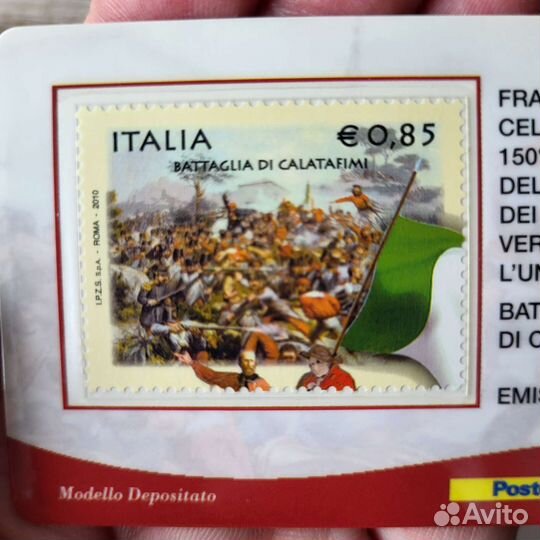 ITALIA
€ 0,85
BATTAGLIA DI CALATAFIMI
I.P.Z.S. S.p.A. - ROMA - 2010
FRA
CEL
150°
DEL
DEI
VER
L'UN
BAT
DI C
EMIS
Modello Depositato
Poste
Avito